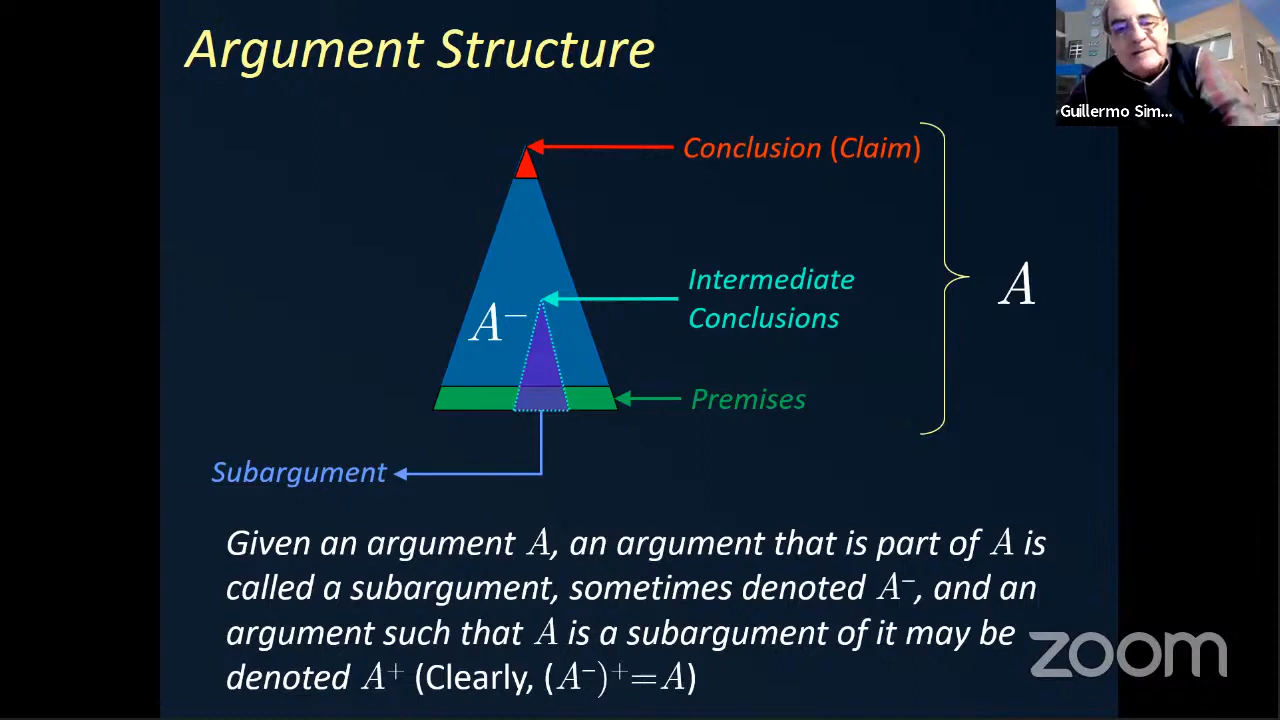 Argument Structure
Guillermo Sim...
Conclusion (Claim)
Intermediate
Conclusions
A
A⁻
Premises
Subargument
Given an argument A, an argument that is part of A is
called a subargument, sometimes denoted A⁻, and an
argument such that A is a subargument of it may be
denoted A⁺ (Clearly, (A⁻)⁺=A)
zoom